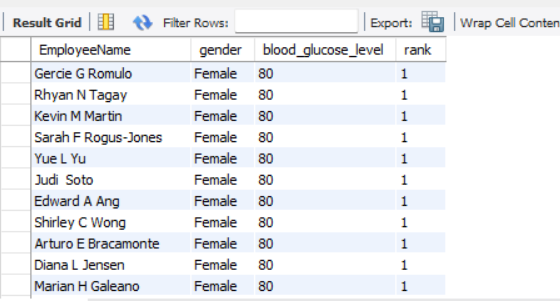 Result Grid Filter Rows: Export: Wrap Cell Conten
EmployeeName gender blood_glucose_level rank
Gercie G Romulo Female 80 1
Rhyan N Tagay Female 80 1
Kevin M Martin Female 80 1
Sarah F Rogus-Jones Female 80 1
Yue L Yu Female 80 1
Judi Soto Female 80 1
Edward A Ang Female 80 1
Shirley C Wong Female 80 1
Arturo E Bracamonte Female 80 1
Diana L Jensen Female 80 1
Marian H Galeano Female 80 1